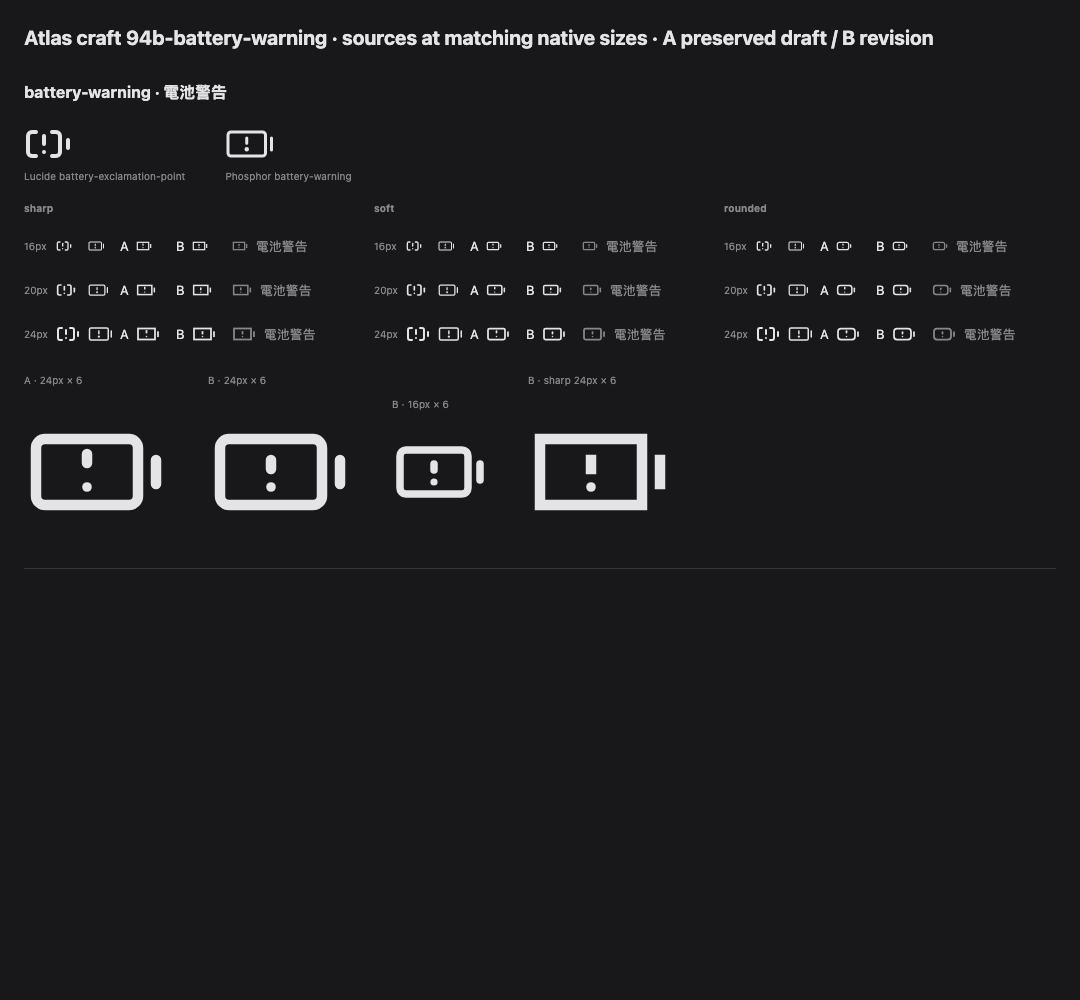 Atlas craft 94b-battery-warning · sources at matching native sizes · A preserved draft / B revision
battery-warning · 電池警告
Lucide battery-exclamation-point
Phosphor battery-warning
sharp
soft
rounded
16px A B 電池警告
16px A B 電池警告
16px A B 電池警告
20px A B 電池警告
20px A B 電池警告
20px A B 電池警告
24px A B 電池警告
24px A B 電池警告
24px A B 電池警告
A · 24px × 6
B · 24px × 6
B · 16px × 6
B · sharp 24px × 6